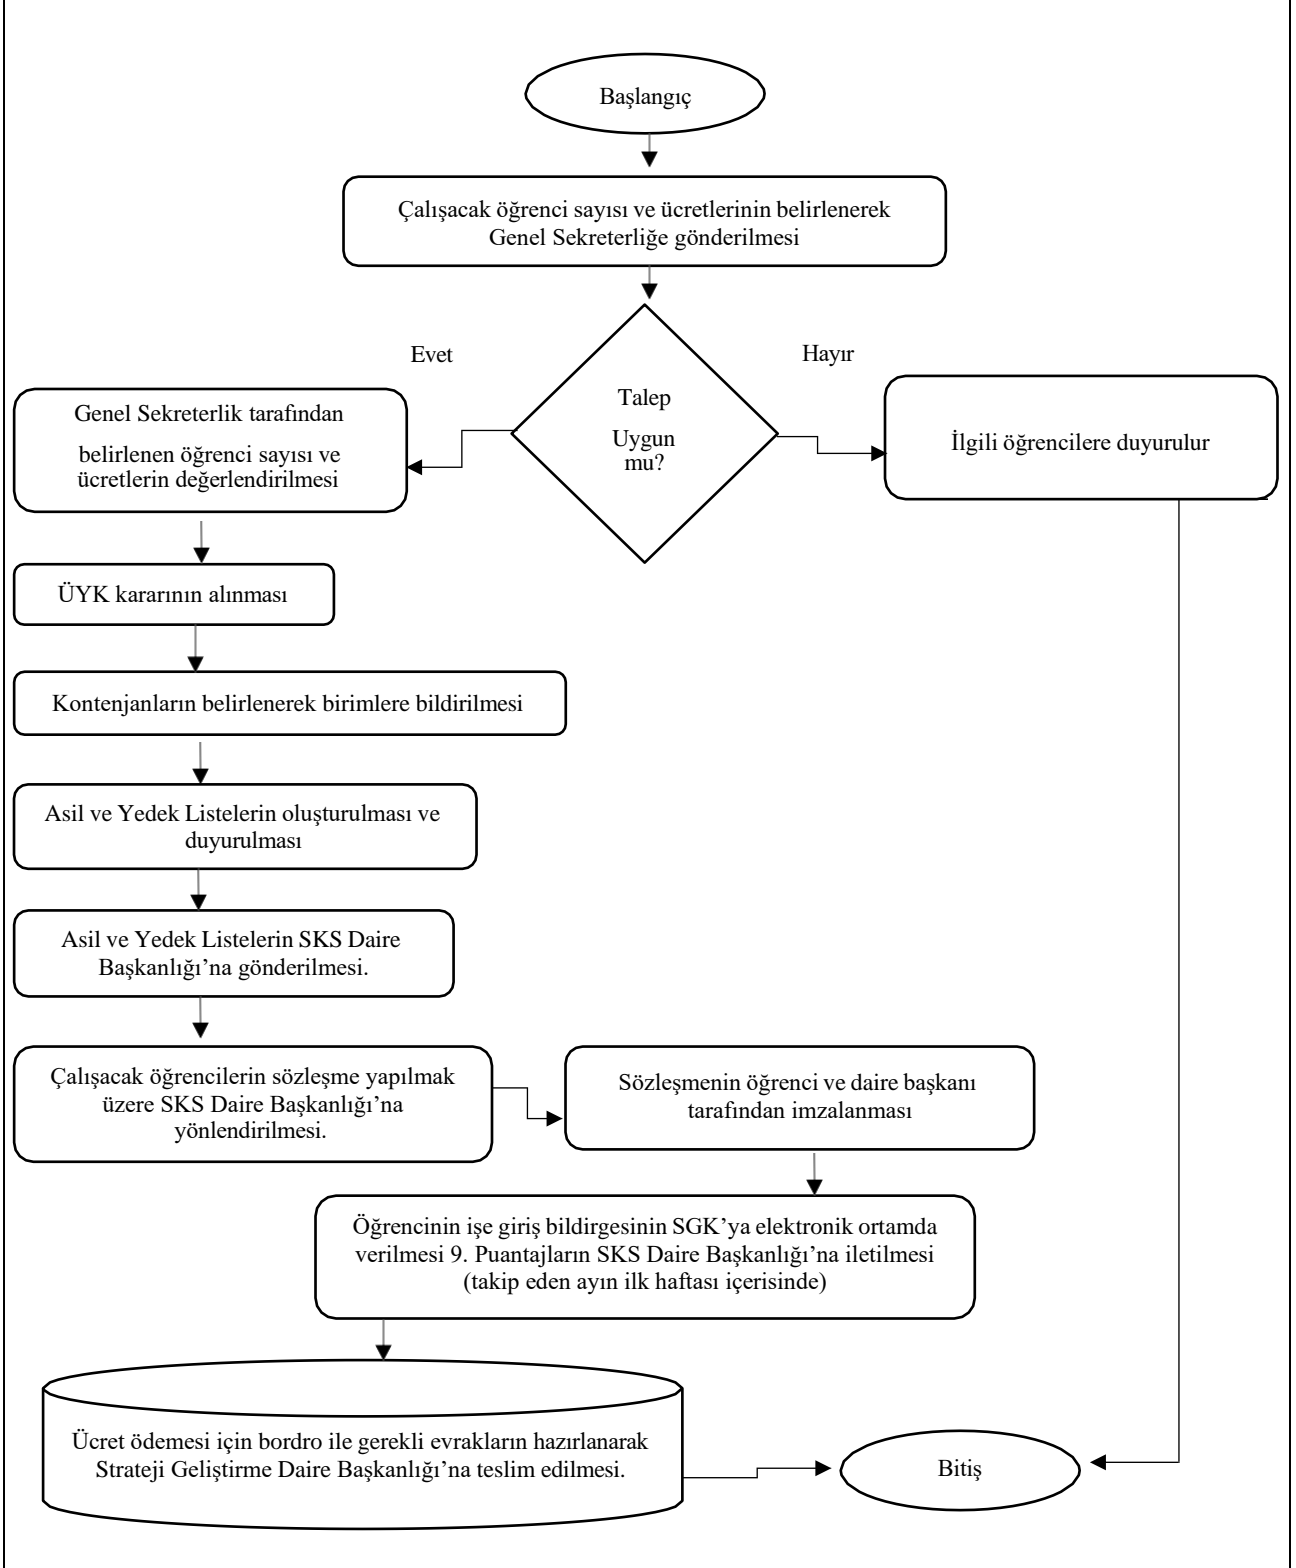 Başlangıç
Çalışacak öğrenci sayısı ve ücretlerinin belirlenerek
Genel Sekreterliğe gönderilmesi
Evet
Hayır
Talep
Uygun
mu?
Genel Sekreterlik tarafından
belirlenen öğrenci sayısı ve
ücretlerin değerlendirilmesi
İlgili öğrencilere duyurulur
ÜYK kararının alınması
Kontenjanların belirlenerek birimlere bildirilmesi
Asil ve Yedek Listelerin oluşturulması ve
duyurulması
Asil ve Yedek Listelerin SKS Daire
Başkanlığı’na gönderilmesi.
Çalışacak öğrencilerin sözleşme yapılmak
üzere SKS Daire Başkanlığı’na
yönlendirilmesi.
Sözleşmenin öğrenci ve daire başkanı
tarafından imzalanması
Öğrencinin işe giriş bildirgesinin SGK’ya elektronik ortamda
verilmesi 9. Puantajların SKS Daire Başkanlığı’na iletilmesi
(takip eden ayın ilk haftası içerisinde)
Ücret ödemesi için bordro ile gerekli evrakların hazırlanarak
Strateji Geliştirme Daire Başkanlığı’na teslim edilmesi.
Bitiş